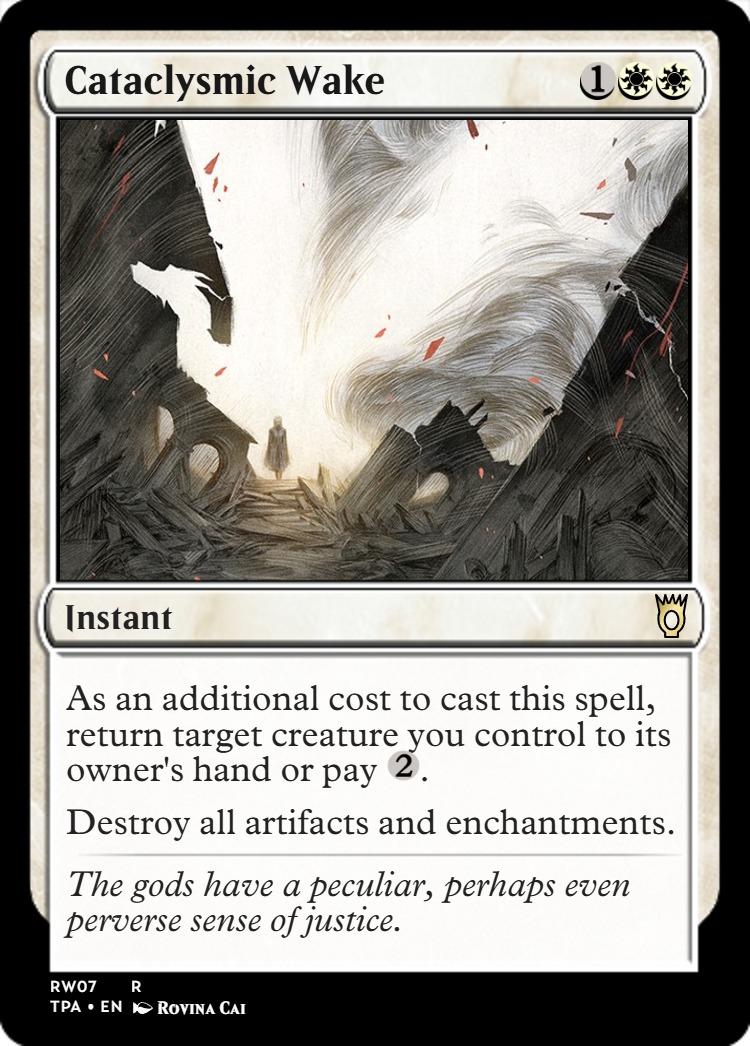 Cataclysmic Wake 1
Instant
As an additional cost to cast this spell,
return target creature you control to its
owner's hand or pay 2.
Destroy all artifacts and enchantments.
The gods have a peculiar, perhaps even
perverse sense of justice.
RW07 R
TPA • EN Rovina Cai